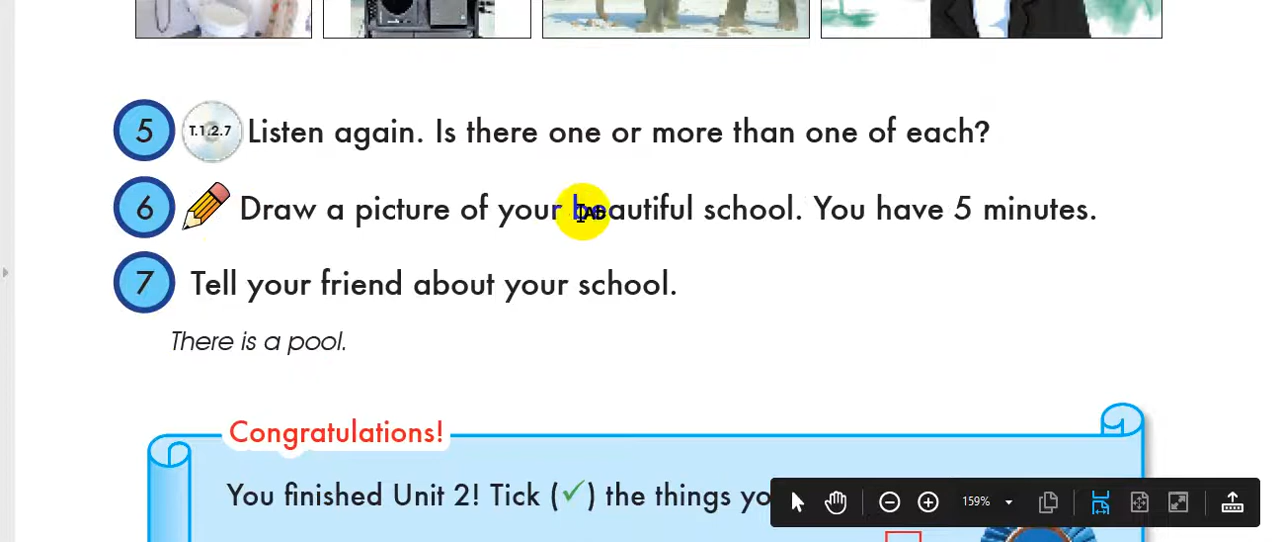 5 T.1.2.7 Listen again. Is there one or more than one of each?
6 Draw a picture of your beautiful school. You have 5 minutes.
7 Tell your friend about your school.
There is a pool.
Congratulations!
You finished Unit 2! Tick (✓) the things yo
159%